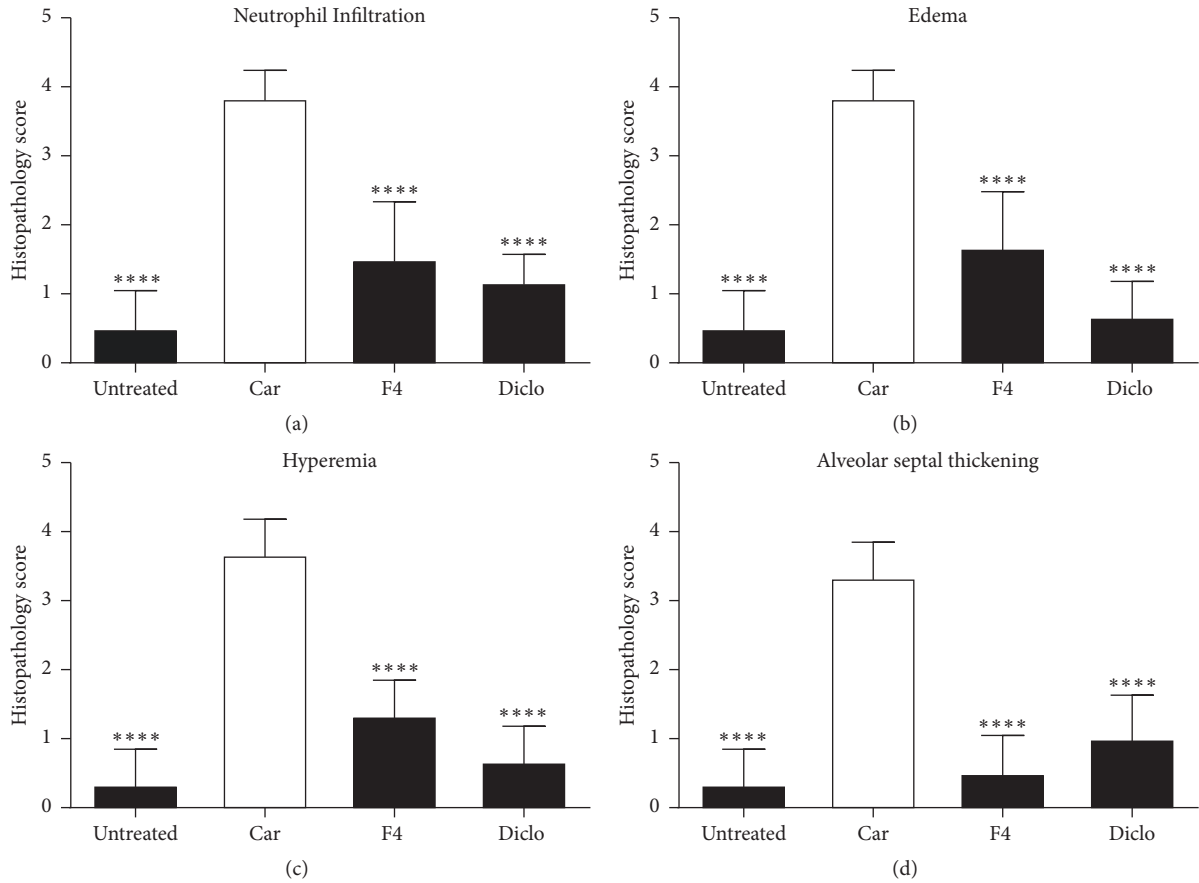 Neutrophil Infiltration
Histopathology score
5
4
3
2
1
0
****
****
****
Untreated Car F4 Diclo
(a)
Edema
Histopathology score
5
4
3
2
1
0
****
****
****
Untreated Car F4 Diclo
(b)
Hyperemia
Histopathology score
5
4
3
2
1
0
****
****
****
Untreated Car F4 Diclo
(c)
Alveolar septal thickening
Histopathology score
5
4
3
2
1
0
****
****
****
Untreated Car F4 Diclo
(d)